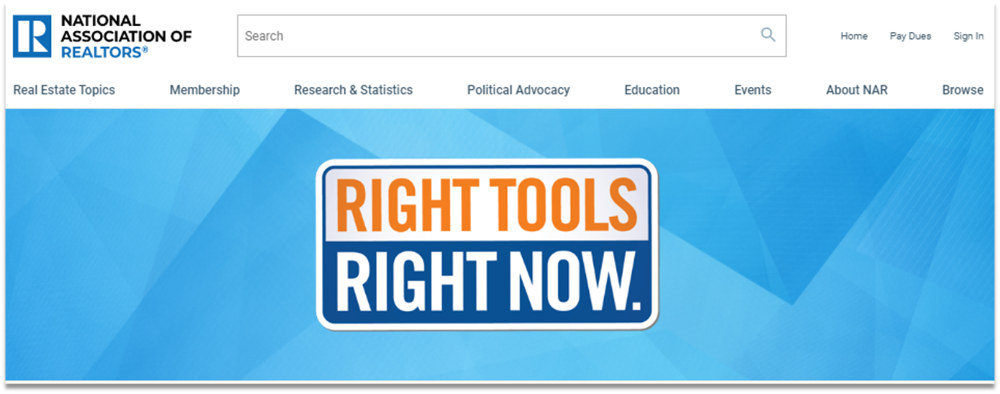 NATIONAL
ASSOCIATION OF
REALTORS®
Search
Home Pay Dues Sign In
Real Estate Topics Membership Research & Statistics Political Advocacy Education Events About NAR Browse
RIGHT TOOLS
RIGHT NOW.